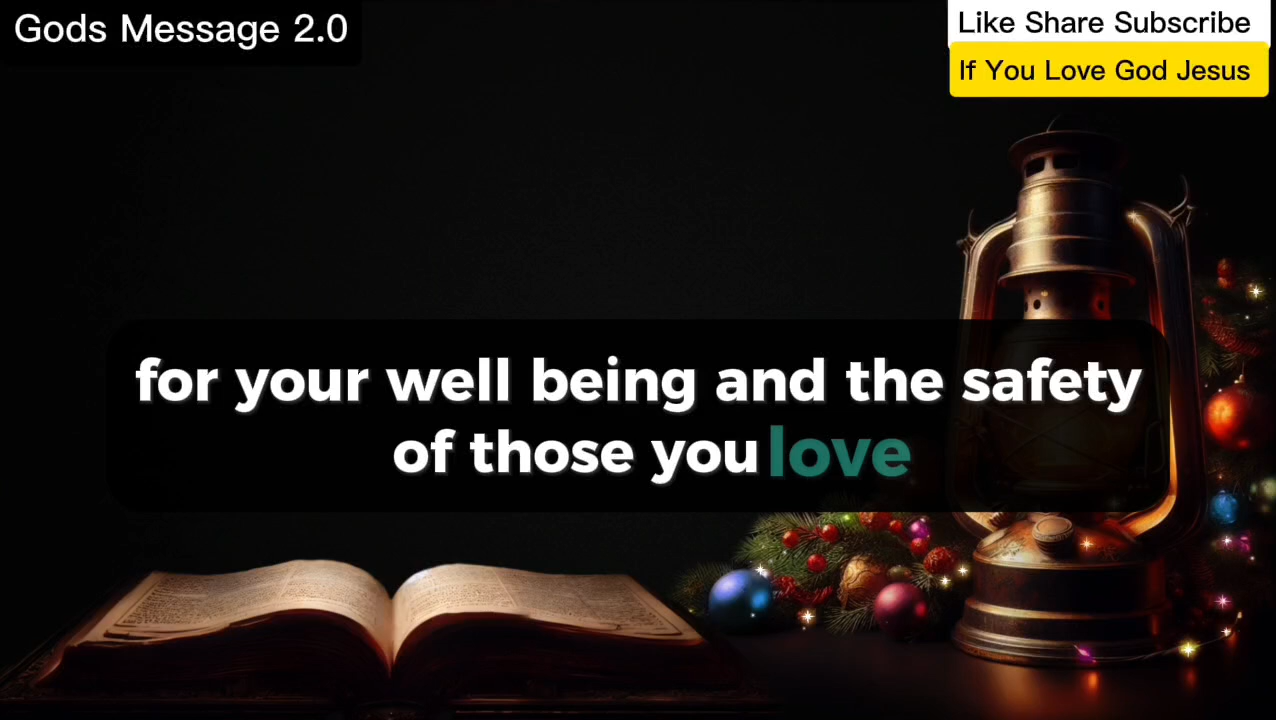 Gods Message 2.0
Like Share Subscribe
If You Love God Jesus
for your well being and the safety
of those you love